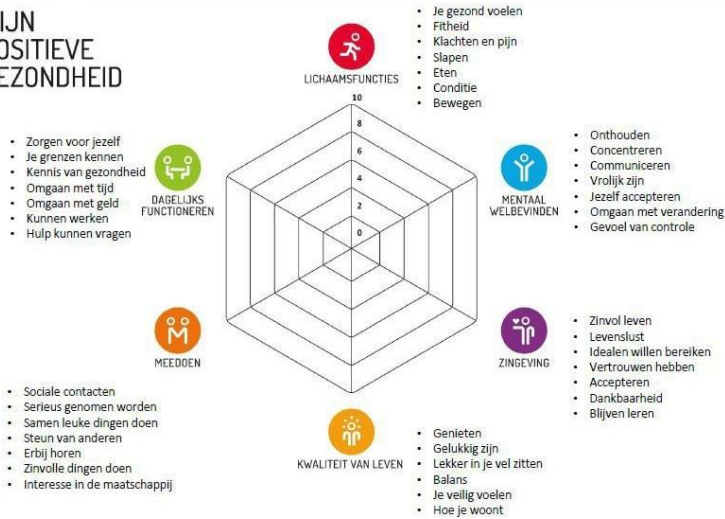 IJN
OSITIEVE
EZONDHEID
LICHAAMSFUNCTIES
• Je gezond voelen
• Fitheid
• Klachten en pijn
• Slapen
• Eten
• Conditie
• Bewegen
10
8
6
4
2
0
MENTAAL
WELBEVINDEN
• Onthouden
• Concentreren
• Communiceren
• Vrolijk zijn
• Jezelf accepteren
• Omgaan met verandering
• Gevoel van controle
ZINGEVING
• Zinvol leven
• Levenslust
• Idealen willen bereiken
• Vertrouwen hebben
• Accepteren
• Dankbaarheid
• Blijven leren
KWALITEIT VAN LEVEN
• Genieten
• Gelukkig zijn
• Lekker in je vel zitten
• Balans
• Je veilig voelen
• Hoe je woont
MEEDOEN
• Sociale contacten
• Serieus genomen worden
• Samen leuke dingen doen
• Steun van anderen
• Erbij horen
• Zinvolle dingen doen
• Interesse in de maatschappij
DAGELIJKS
FUNCTIONEREN
• Zorgen voor jezelf
• Je grenzen kennen
• Kennis van gezondheid
• Omgaan met tijd
• Omgaan met geld
• Kunnen werken
• Hulp kunnen vragen